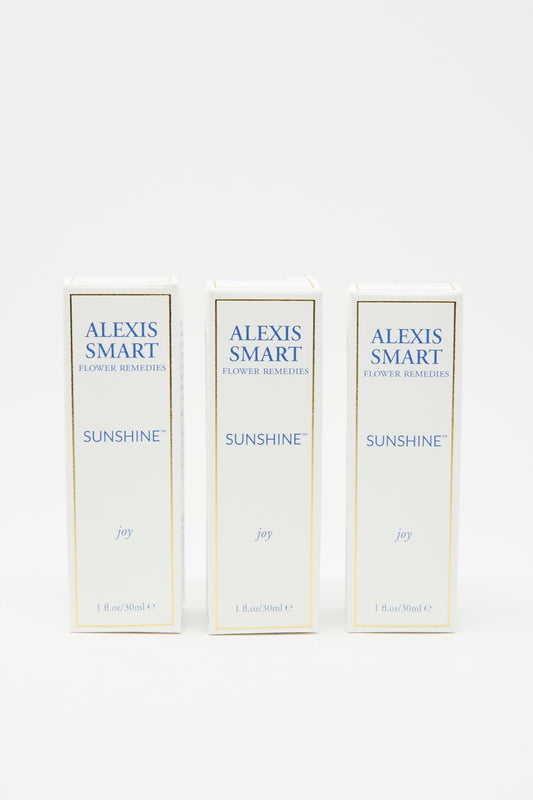 ALEXIS
SMART
FLOWER REMEDIES
SUNSHINE™
joy
1 fl.oz/30ml ℮
ALEXIS
SMART
FLOWER REMEDIES
SUNSHINE™
joy
1 fl.oz/30ml ℮
ALEXIS
SMART
FLOWER REMEDIES
SUNSHINE™
joy
1 fl.oz/30ml ℮